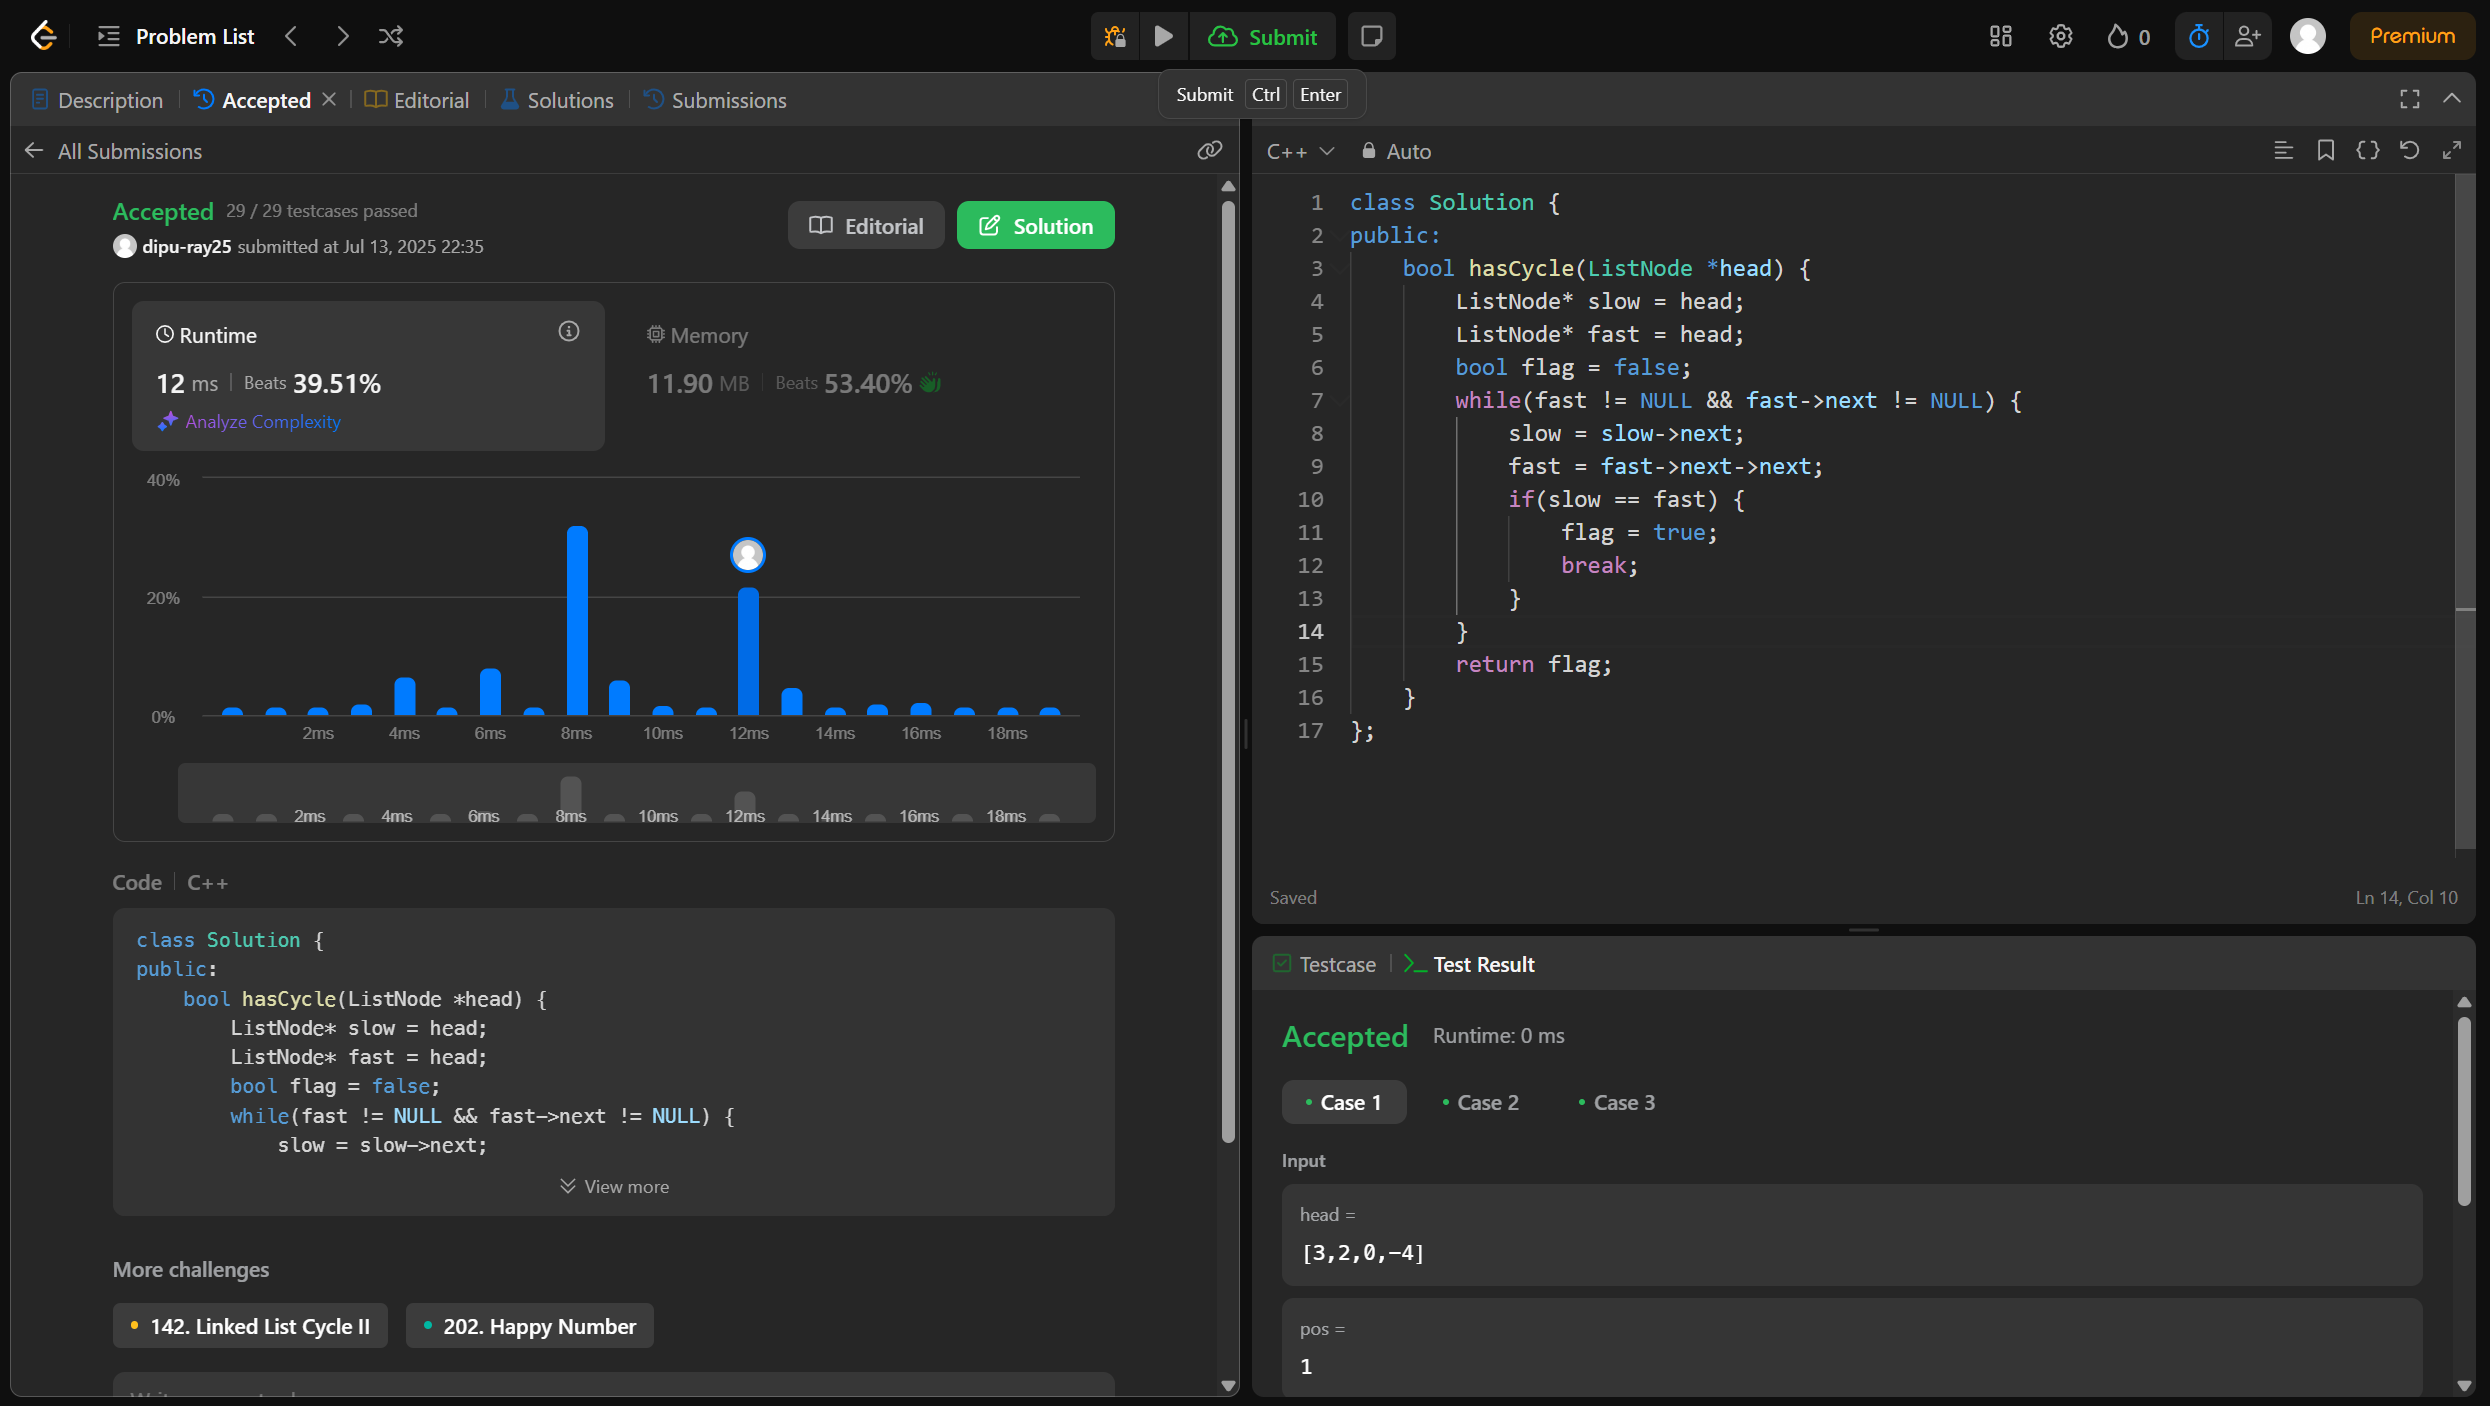 Problem List
Submit
0
Premium
Submit Ctrl Enter
Description
Accepted
Editorial
Solutions
Submissions
All Submissions
Accepted 29 / 29 testcases passed
dipu-ray25 submitted at Jul 13, 2025 22:35
Editorial
Solution
Runtime
12 ms Beats 39.51%
Analyze Complexity
Memory
11.90 MB Beats 53.40%
40%
20%
0%
2ms 4ms 6ms 8ms 10ms 12ms 14ms 16ms 18ms
2ms 4ms 6ms 8ms 10ms 12ms 14ms 16ms 18ms
Code C++
class Solution {
public:
    bool hasCycle(ListNode *head) {
        ListNode* slow = head;
        ListNode* fast = head;
        bool flag = false;
        while(fast != NULL && fast->next != NULL) {
            slow = slow->next;
View more
More challenges
142. Linked List Cycle II
202. Happy Number
C++ Auto
1 class Solution {
2 public:
3     bool hasCycle(ListNode *head) {
4         ListNode* slow = head;
5         ListNode* fast = head;
6         bool flag = false;
7         while(fast != NULL && fast->next != NULL) {
8             slow = slow->next;
9             fast = fast->next->next;
10             if(slow == fast) {
11                 flag = true;
12                 break;
13             }
14         }
15         return flag;
16     }
17 };
Saved
Ln 14, Col 10
Testcase
Test Result
Accepted Runtime: 0 ms
Case 1
Case 2
Case 3
Input
head =
[3,2,0,-4]
pos =
1